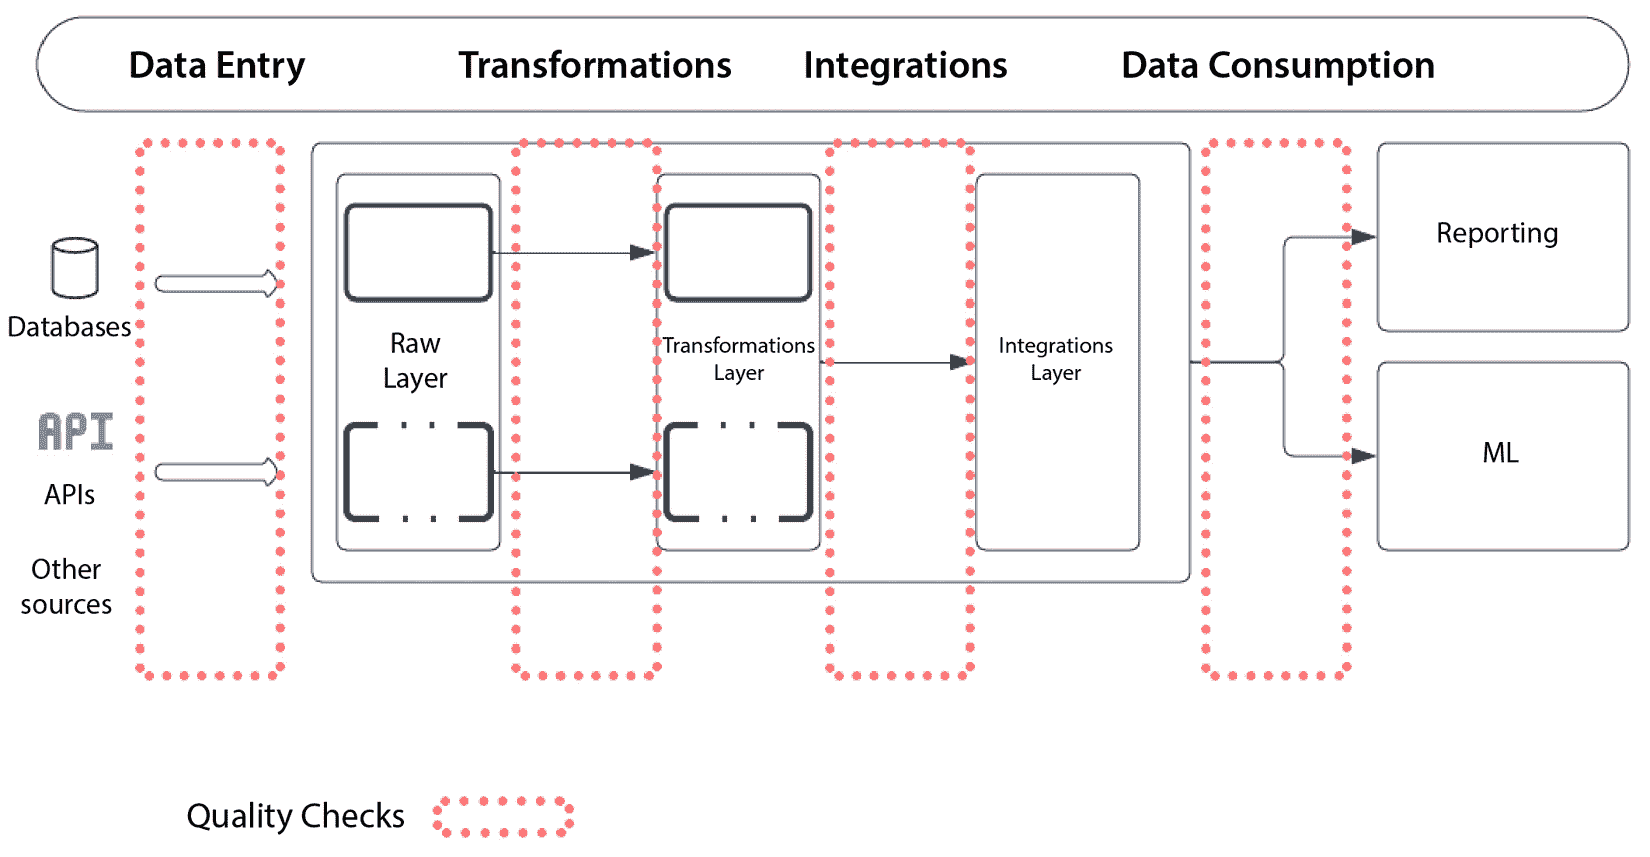 Data Entry
Transformations
Integrations
Data Consumption
Databases
API
APIs
Other
sources
Raw
Layer
Transformations
Layer
Integrations
Layer
Reporting
ML
Quality Checks